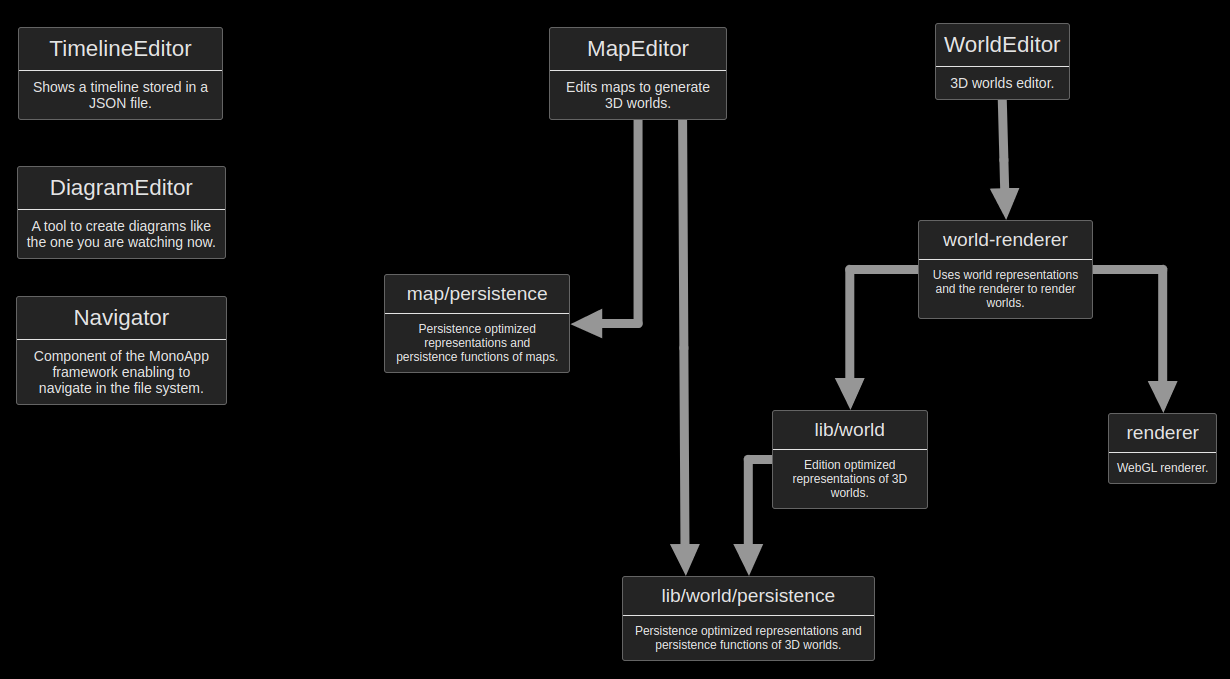 TimelineEditor
Shows a timeline stored in a
JSON file.
MapEditor
Edits maps to generate
3D worlds.
WorldEditor
3D worlds editor.
DiagramEditor
A tool to create diagrams like
the one you are watching now.
world-renderer
Uses world representations
and the renderer to render
worlds.
map/persistence
Persistence optimized
representations and
persistence functions of maps.
Navigator
Component of the MonoApp
framework enabling to
navigate in the file system.
lib/world
Edition optimized
representations of 3D
worlds.
renderer
WebGL renderer.
lib/world/persistence
Persistence optimized representations and
persistence functions of 3D worlds.